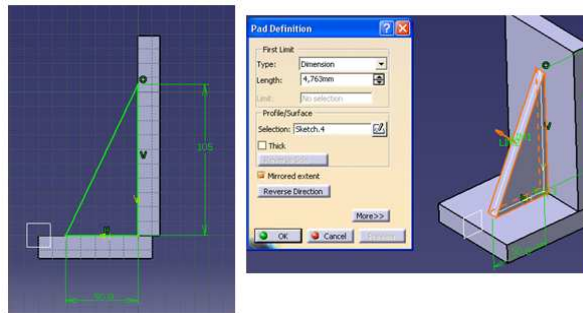 105
Pad Definition
First Limit
Type: Dimension
Length: 4,763mm
Limit: No selection
Profile/Surface
Selection: Sketch.4
Thick
Mirrored extent
Reverse Direction
More>>
OK Cancel